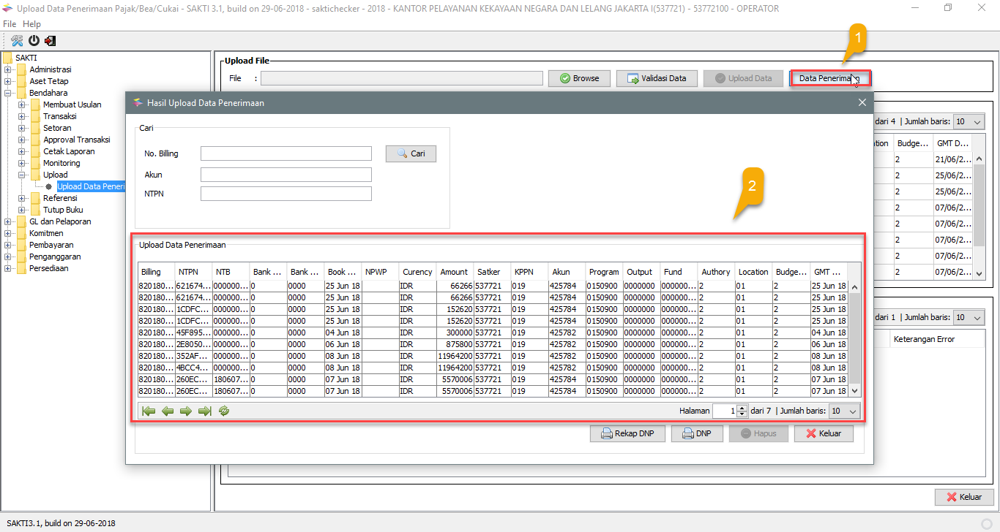 Upload Data Penerimaan Pajak/Bea/Cukai - SAKTI 3.1, build on 29-06-2018 - saktichecker - 2018 - KANTOR PELAYANAN KEKAYAAN NEGARA DAN LELANG JAKARTA I(537721) - 53772100 - OPERATOR
File Help
SAKTI
Administrasi
Aset Tetap
Bendahara
Membuat Usulan
Transaksi
Setoran
Approval Transaksi
Cetak Laporan
Monitoring
Upload
Upload Data Peneri
Referensi
Tutup Buku
GL dan Pelaporan
Komitmen
Pembayaran
Penganggaran
Persediaan
1
Upload File
File : Browse Validasi Data Upload Data Data Penerimaan
dari 4 | Jumlah baris: 10
tion Budge... GMT D...
2 21/06/2...
2 25/06/2...
2 25/06/2...
2 07/06/2...
2 07/06/2...
2 07/06/2...
2 07/06/2...
2 07/06/2...
dari 1 | Jumlah baris: 10
Keterangan Error
Hasil Upload Data Penerimaan
Cari
No. Billing Cari
Akun
NTPN
2
Upload Data Penerimaan
Billing NTPN NTB Bank ... Bank ... Book ... NPWP Curency Amount Satker KPPN Akun Program Output Fund Authory Location Budge... GMT ...
820180... 621674... 000000... 0 0000 25 Jun 18 IDR 66266 537721 019 425784 0150900 0000000 000000... 2 01 2 25 Jun 18
820180... 621674... 000000... 0 0000 25 Jun 18 IDR 66266 537721 019 425784 0150900 0000000 000000... 2 01 2 25 Jun 18
820180... 1CDFC... 000000... 0 0000 25 Jun 18 IDR 152620 537721 019 425784 0150900 0000000 000000... 2 01 2 25 Jun 18
820180... 1CDFC... 000000... 0 0000 25 Jun 18 IDR 152620 537721 019 425784 0150900 0000000 000000... 2 01 2 25 Jun 18
820180... 45F895... 000000... 0 0000 04 Jun 18 IDR 300000 537721 019 425782 0150900 0000000 000000... 2 01 2 04 Jun 18
820180... 2E8050... 000000... 0 0000 06 Jun 18 IDR 875800 537721 019 425782 0150900 0000000 000000... 2 01 2 06 Jun 18
820180... 352AF... 000000... 0 0000 08 Jun 18 IDR 11964200 537721 019 425782 0150900 0000000 000000... 2 01 2 08 Jun 18
820180... 4BCC4... 000000... 0 0000 08 Jun 18 IDR 11964200 537721 019 425782 0150900 0000000 000000... 2 01 2 08 Jun 18
820180... 260EC... 180607... 0 0000 07 Jun 18 IDR 5570006 537721 019 425784 0150900 0000000 000000... 2 01 2 07 Jun 18
820180... 260EC... 180607... 0 0000 07 Jun 18 IDR 5570006 537721 019 425784 0150900 0000000 000000... 2 01 2 07 Jun 18
Halaman 1 dari 7 | Jumlah baris: 10
Rekap DNP DNP Hapus Keluar
Keluar
SAKTI3.1, build on 29-06-2018